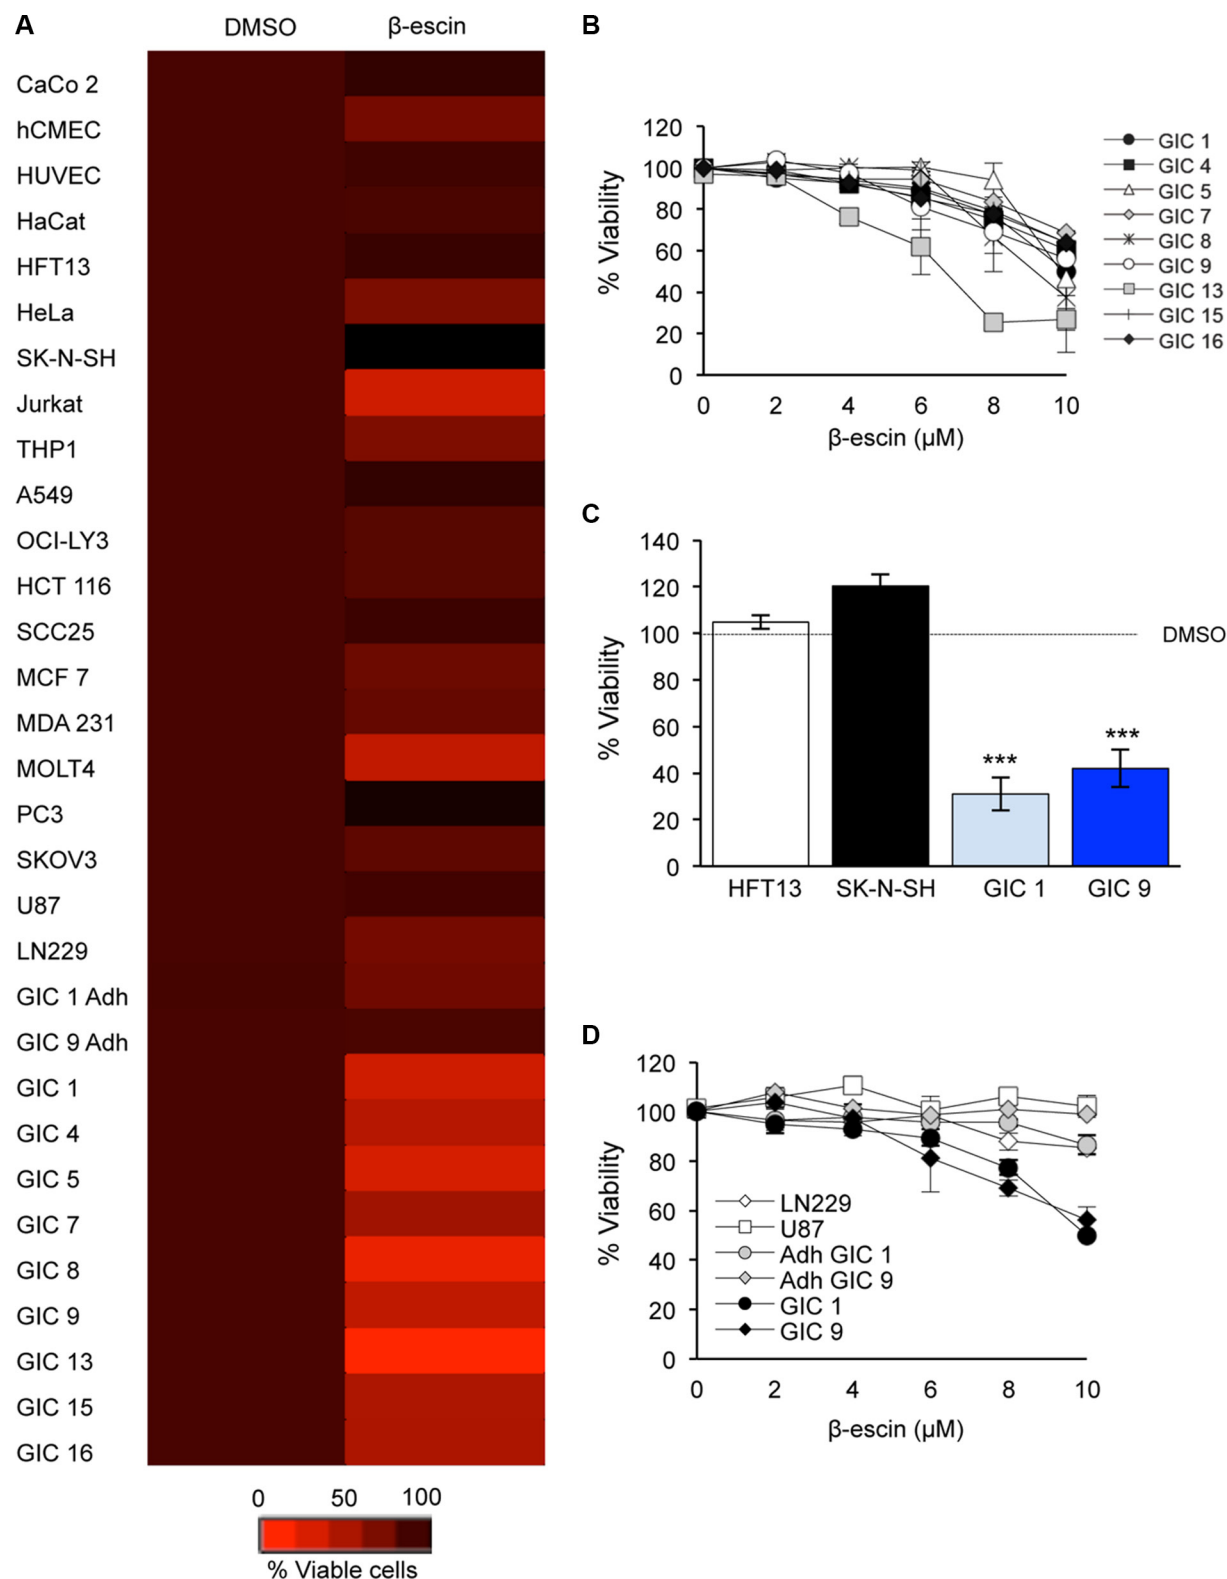 A
DMSO β-escin
CaCo 2
hCMEC
HUVEC
HaCat
HFT13
HeLa
SK-N-SH
Jurkat
THP1
A549
OCI-LY3
HCT 116
SCC25
MCF 7
MDA 231
MOLT4
PC3
SKOV3
U87
LN229
GIC 1 Adh
GIC 9 Adh
GIC 1
GIC 4
GIC 5
GIC 7
GIC 8
GIC 9
GIC 13
GIC 15
GIC 16
0 50 100
% Viable cells
B
% Viability
120
100
80
60
40
20
0
0 2 4 6 8 10
β-escin (µM)
GIC 1
GIC 4
GIC 5
GIC 7
GIC 8
GIC 9
GIC 13
GIC 15
GIC 16
C
% Viability
140
120
100
80
60
40
20
0
DMSO
***
***
HFT13 SK-N-SH GIC 1 GIC 9
D
% Viability
120
100
80
60
40
20
0
LN229
U87
Adh GIC 1
Adh GIC 9
GIC 1
GIC 9
0 2 4 6 8 10
β-escin (µM)